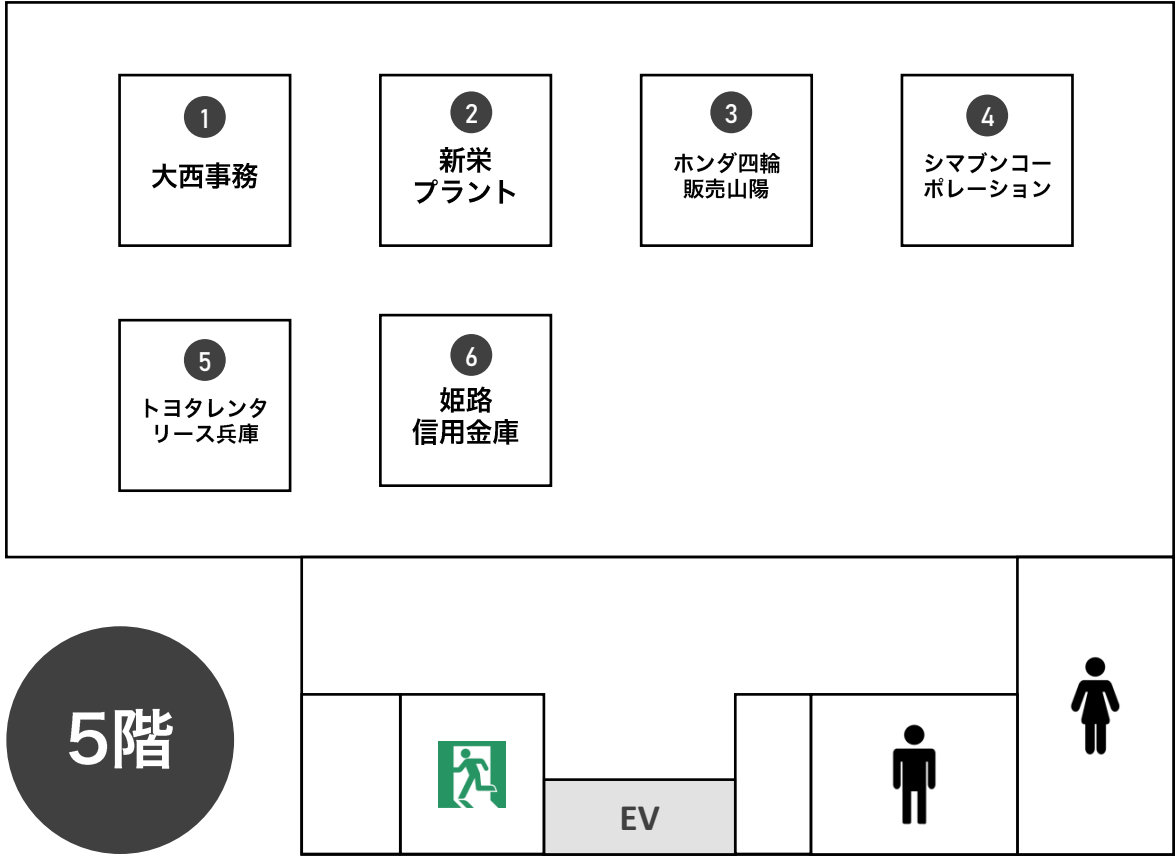 1
大西事務
2
新栄
プラント
3
ホンダ四輪
販売山陽
4
シマブンコー
ポレーション
5
トヨタレンタ
リース兵庫
6
姫路
信用金庫
5階
EV